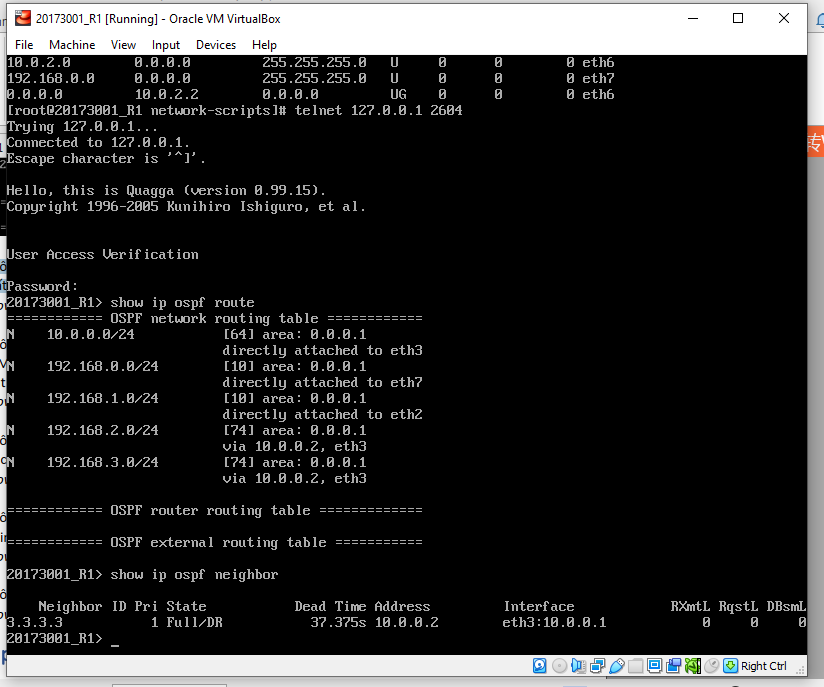 20173001_R1 [Running] - Oracle VM VirtualBox
File Machine View Input Devices Help
10.0.2.0 0.0.0.0 255.255.255.0 U 0 0 0 eth6
192.168.0.0 0.0.0.0 255.255.255.0 U 0 0 0 eth7
0.0.0.0 10.0.2.2 0.0.0.0 UG 0 0 0 eth6
[root@20173001_R1 network-scripts]# telnet 127.0.0.1 2604
Trying 127.0.0.1...
Connected to 127.0.0.1.
Escape character is '^]'.
Hello, this is Quagga (version 0.99.15).
Copyright 1996-2005 Kunihiro Ishiguro, et al.
User Access Verification
Password:
20173001_R1> show ip ospf route
============ OSPF network routing table ============
N 10.0.0.0/24 [64] area: 0.0.0.1
directly attached to eth3
N 192.168.0.0/24 [10] area: 0.0.0.1
directly attached to eth7
N 192.168.1.0/24 [10] area: 0.0.0.1
directly attached to eth2
N 192.168.2.0/24 [74] area: 0.0.0.1
via 10.0.0.2, eth3
N 192.168.3.0/24 [74] area: 0.0.0.1
via 10.0.0.2, eth3
============ OSPF router routing table =============
============ OSPF external routing table ===========
20173001_R1> show ip ospf neighbor
Neighbor ID Pri State Dead Time Address Interface RXmtL RqstL DBsmL
3.3.3.3 1 Full/DR 37.375s 10.0.0.2 eth3:10.0.0.1 0 0 0
20173001_R1> _
Right Ctrl